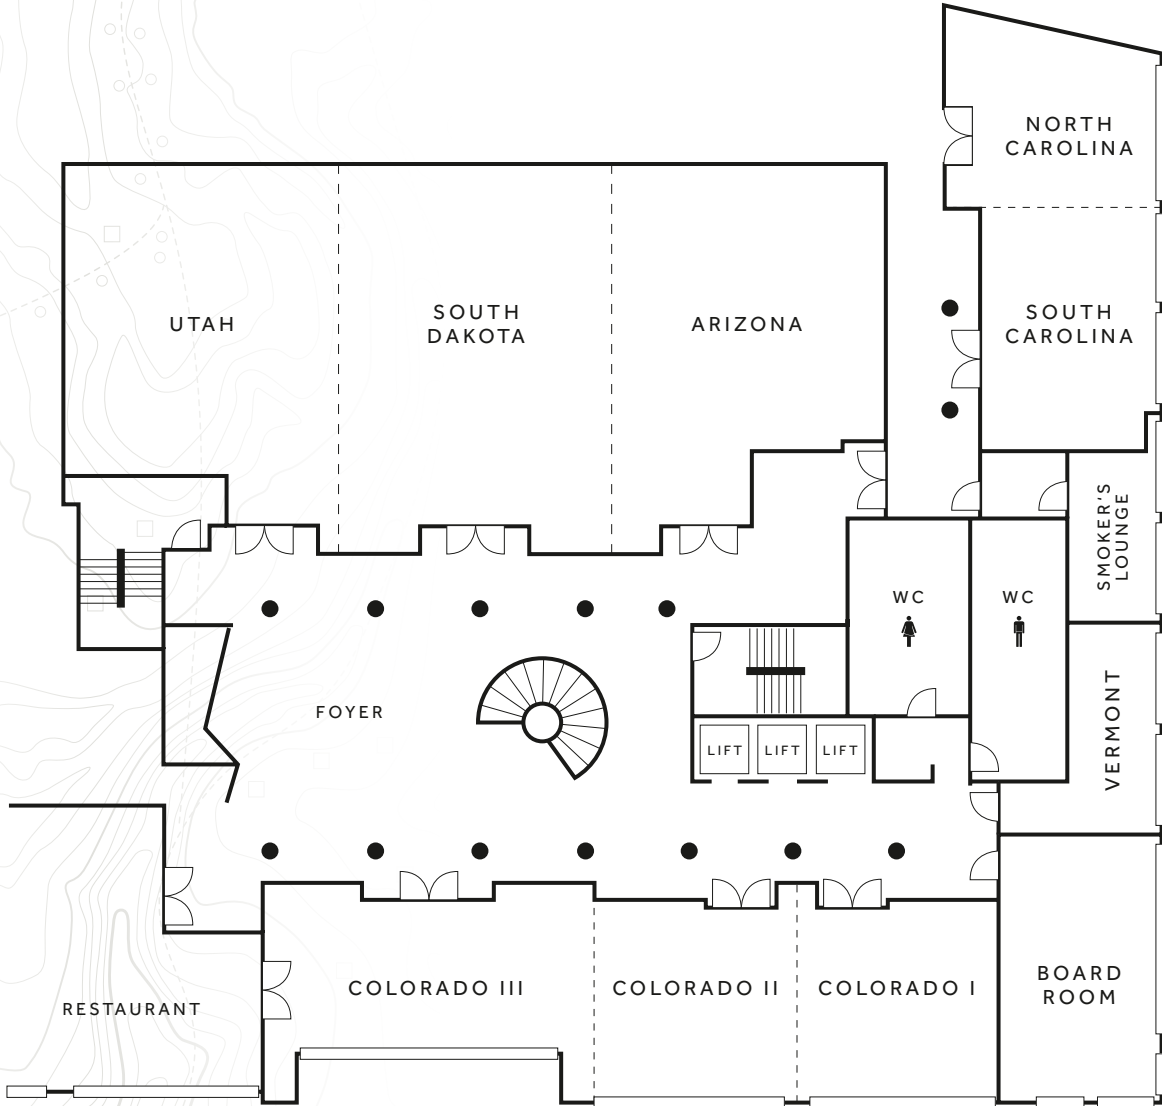 NORTH
CAROLINA
UTAH
SOUTH
DAKOTA
ARIZONA
SOUTH
CAROLINA
SMOKER'S
LOUNGE
WC
WC
FOYER
VERMONT
LIFT
LIFT
LIFT
RESTAURANT
COLORADO III
COLORADO II
COLORADO I
BOARD
ROOM